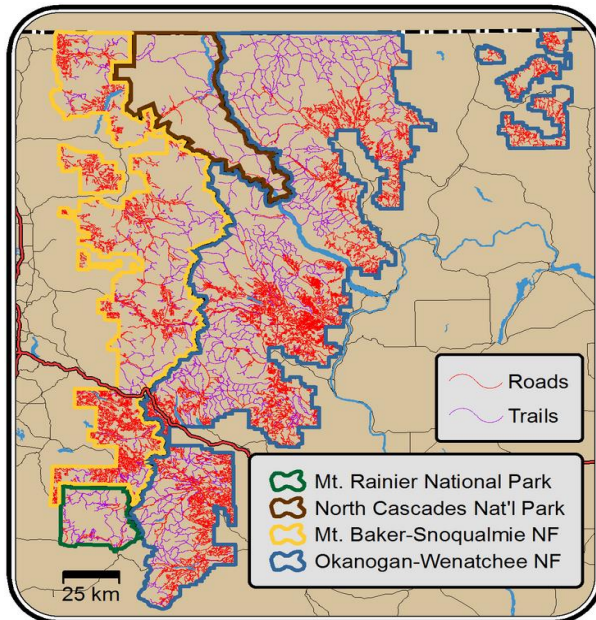 Roads
Trails
Mt. Rainier National Park
North Cascades Nat'l Park
Mt. Baker-Snoqualmie NF
Okanogan-Wenatchee NF
25 km